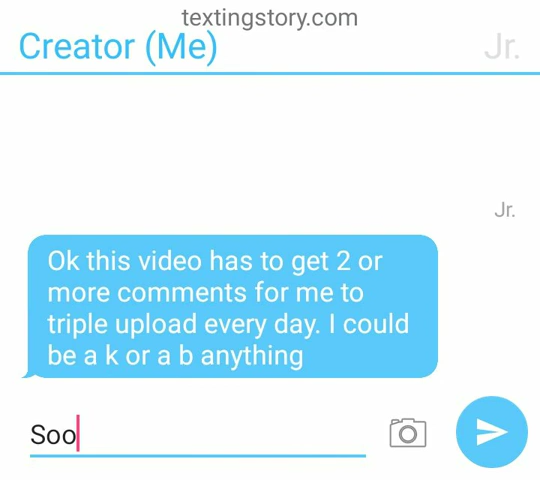 textingstory.com
Creator (Me)
Jr.
Jr.
Ok this video has to get 2 or
more comments for me to
triple upload every day. I could
be a k or a b anything
Soo